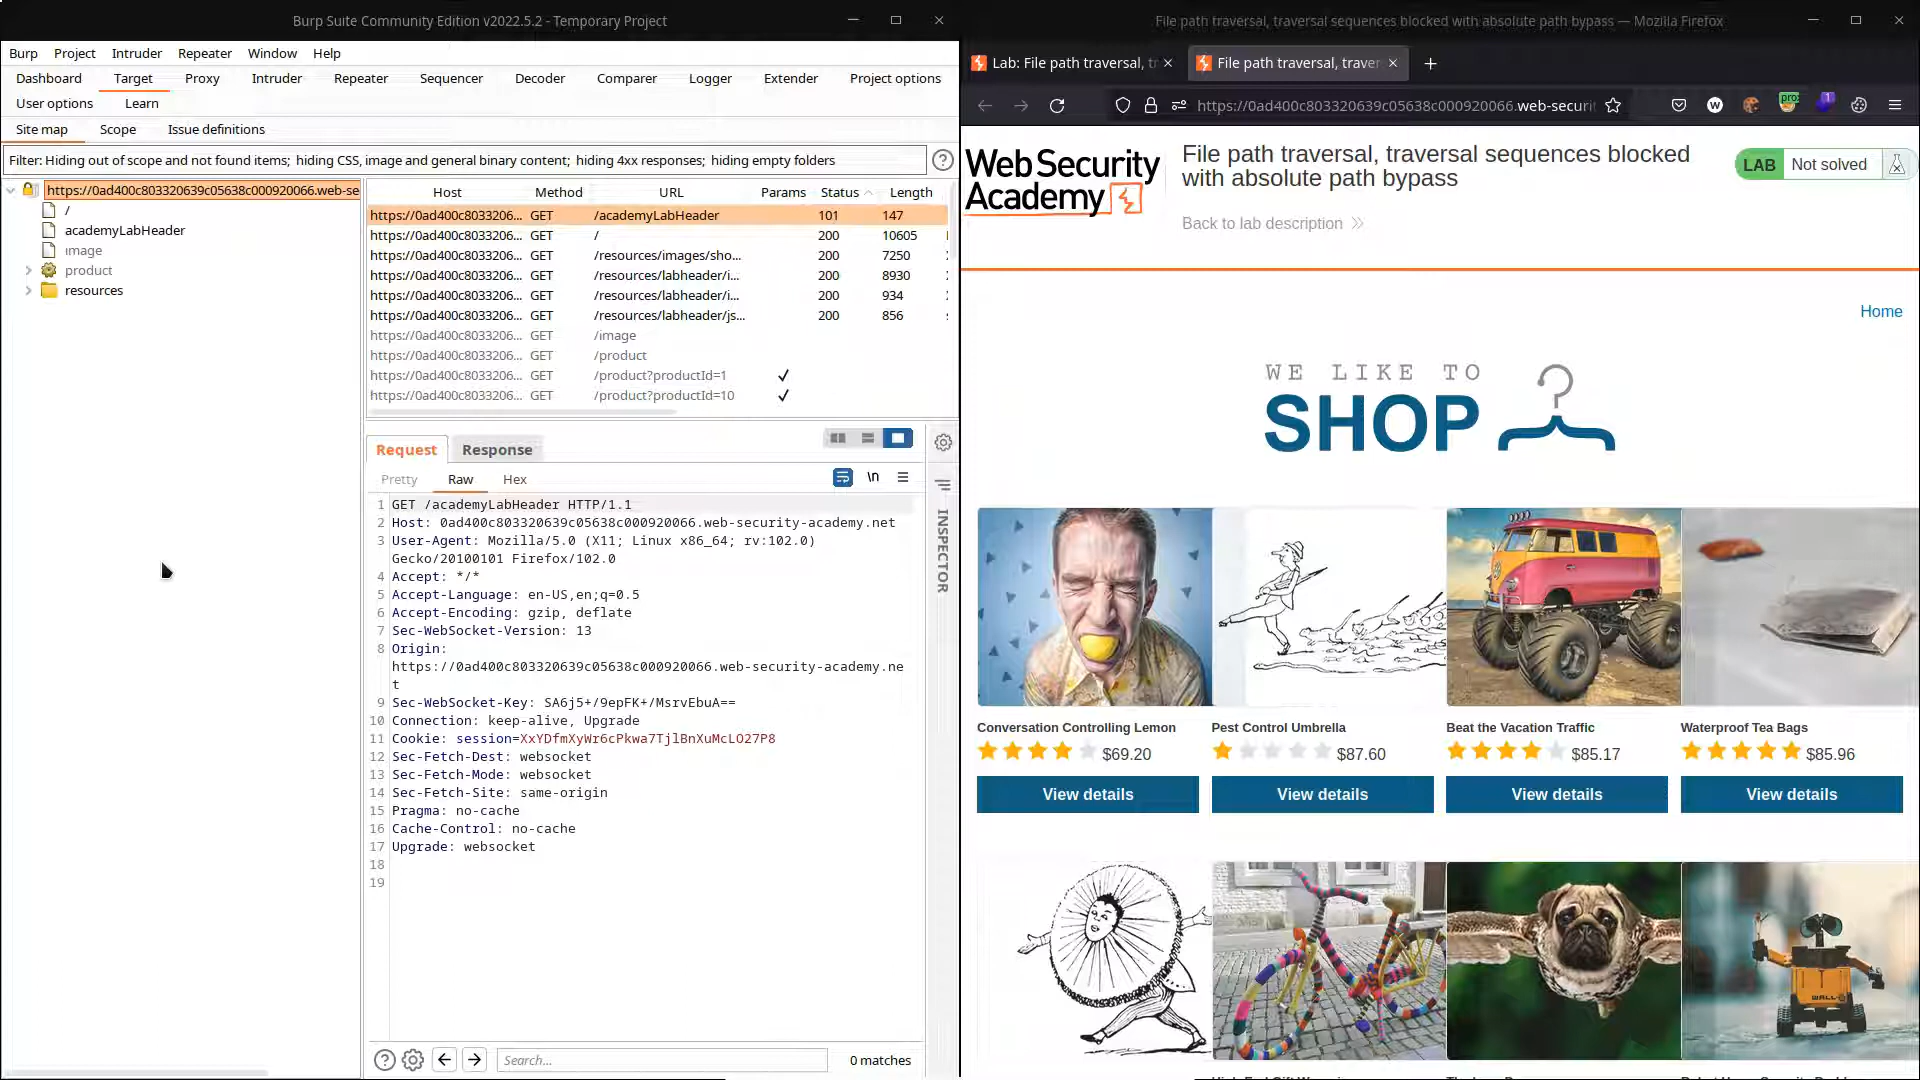 Burp Suite Community Edition v2022.5.2 - Temporary Project
Burp Project Intruder Repeater Window Help
Dashboard Target Proxy Intruder Repeater Sequencer Decoder Comparer Logger Extender Project options
User options Learn
Site map Scope Issue definitions
Filter: Hiding out of scope and not found items; hiding CSS, image and general binary content; hiding 4xx responses; hiding empty folders
https://0ad400c803320639c05638c000920066.web-se
/
academyLabHeader
image
product
resources
Host Method URL Params Status Length
https://0ad400c8033206... GET /academyLabHeader 101 147
https://0ad400c8033206... GET / 200 10605
https://0ad400c8033206... GET /resources/images/sho... 200 7250
https://0ad400c8033206... GET /resources/labheader/i... 200 8930
https://0ad400c8033206... GET /resources/labheader/i... 200 934
https://0ad400c8033206... GET /resources/labheader/js... 200 856
https://0ad400c8033206... GET /image
https://0ad400c8033206... GET /product
https://0ad400c8033206... GET /product?productId=1 ✓
https://0ad400c8033206... GET /product?productId=10 ✓
Request Response
Pretty Raw Hex \n
INSPECTOR
1 GET /academyLabHeader HTTP/1.1
2 Host: 0ad400c803320639c05638c000920066.web-security-academy.net
3 User-Agent: Mozilla/5.0 (X11; Linux x86_64; rv:102.0)
Gecko/20100101 Firefox/102.0
4 Accept: */*
5 Accept-Language: en-US,en;q=0.5
6 Accept-Encoding: gzip, deflate
7 Sec-WebSocket-Version: 13
8 Origin:
https://0ad400c803320639c05638c000920066.web-security-academy.ne
t
9 Sec-WebSocket-Key: SA6j5+/9epFK+/MsrvEbuA==
10 Connection: keep-alive, Upgrade
11 Cookie: session=XxYDfmXyWr6cPkwa7TjlBnXuMcLO27P8
12 Sec-Fetch-Dest: websocket
13 Sec-Fetch-Mode: websocket
14 Sec-Fetch-Site: same-origin
15 Pragma: no-cache
16 Cache-Control: no-cache
17 Upgrade: websocket
18
19
Search... 0 matches
File path traversal, traversal sequences blocked with absolute path bypass — Mozilla Firefox
Lab: File path traversal, t
File path traversal, traver
https://0ad400c803320639c05638c000920066.web-securi
Web Security
Academy
File path traversal, traversal sequences blocked
with absolute path bypass
Back to lab description
LAB Not solved
Home
WE LIKE TO
SHOP
Conversation Controlling Lemon
$69.20
View details
Pest Control Umbrella
$87.60
View details
Beat the Vacation Traffic
$85.17
View details
Waterproof Tea Bags
$85.96
View details
WALL·E